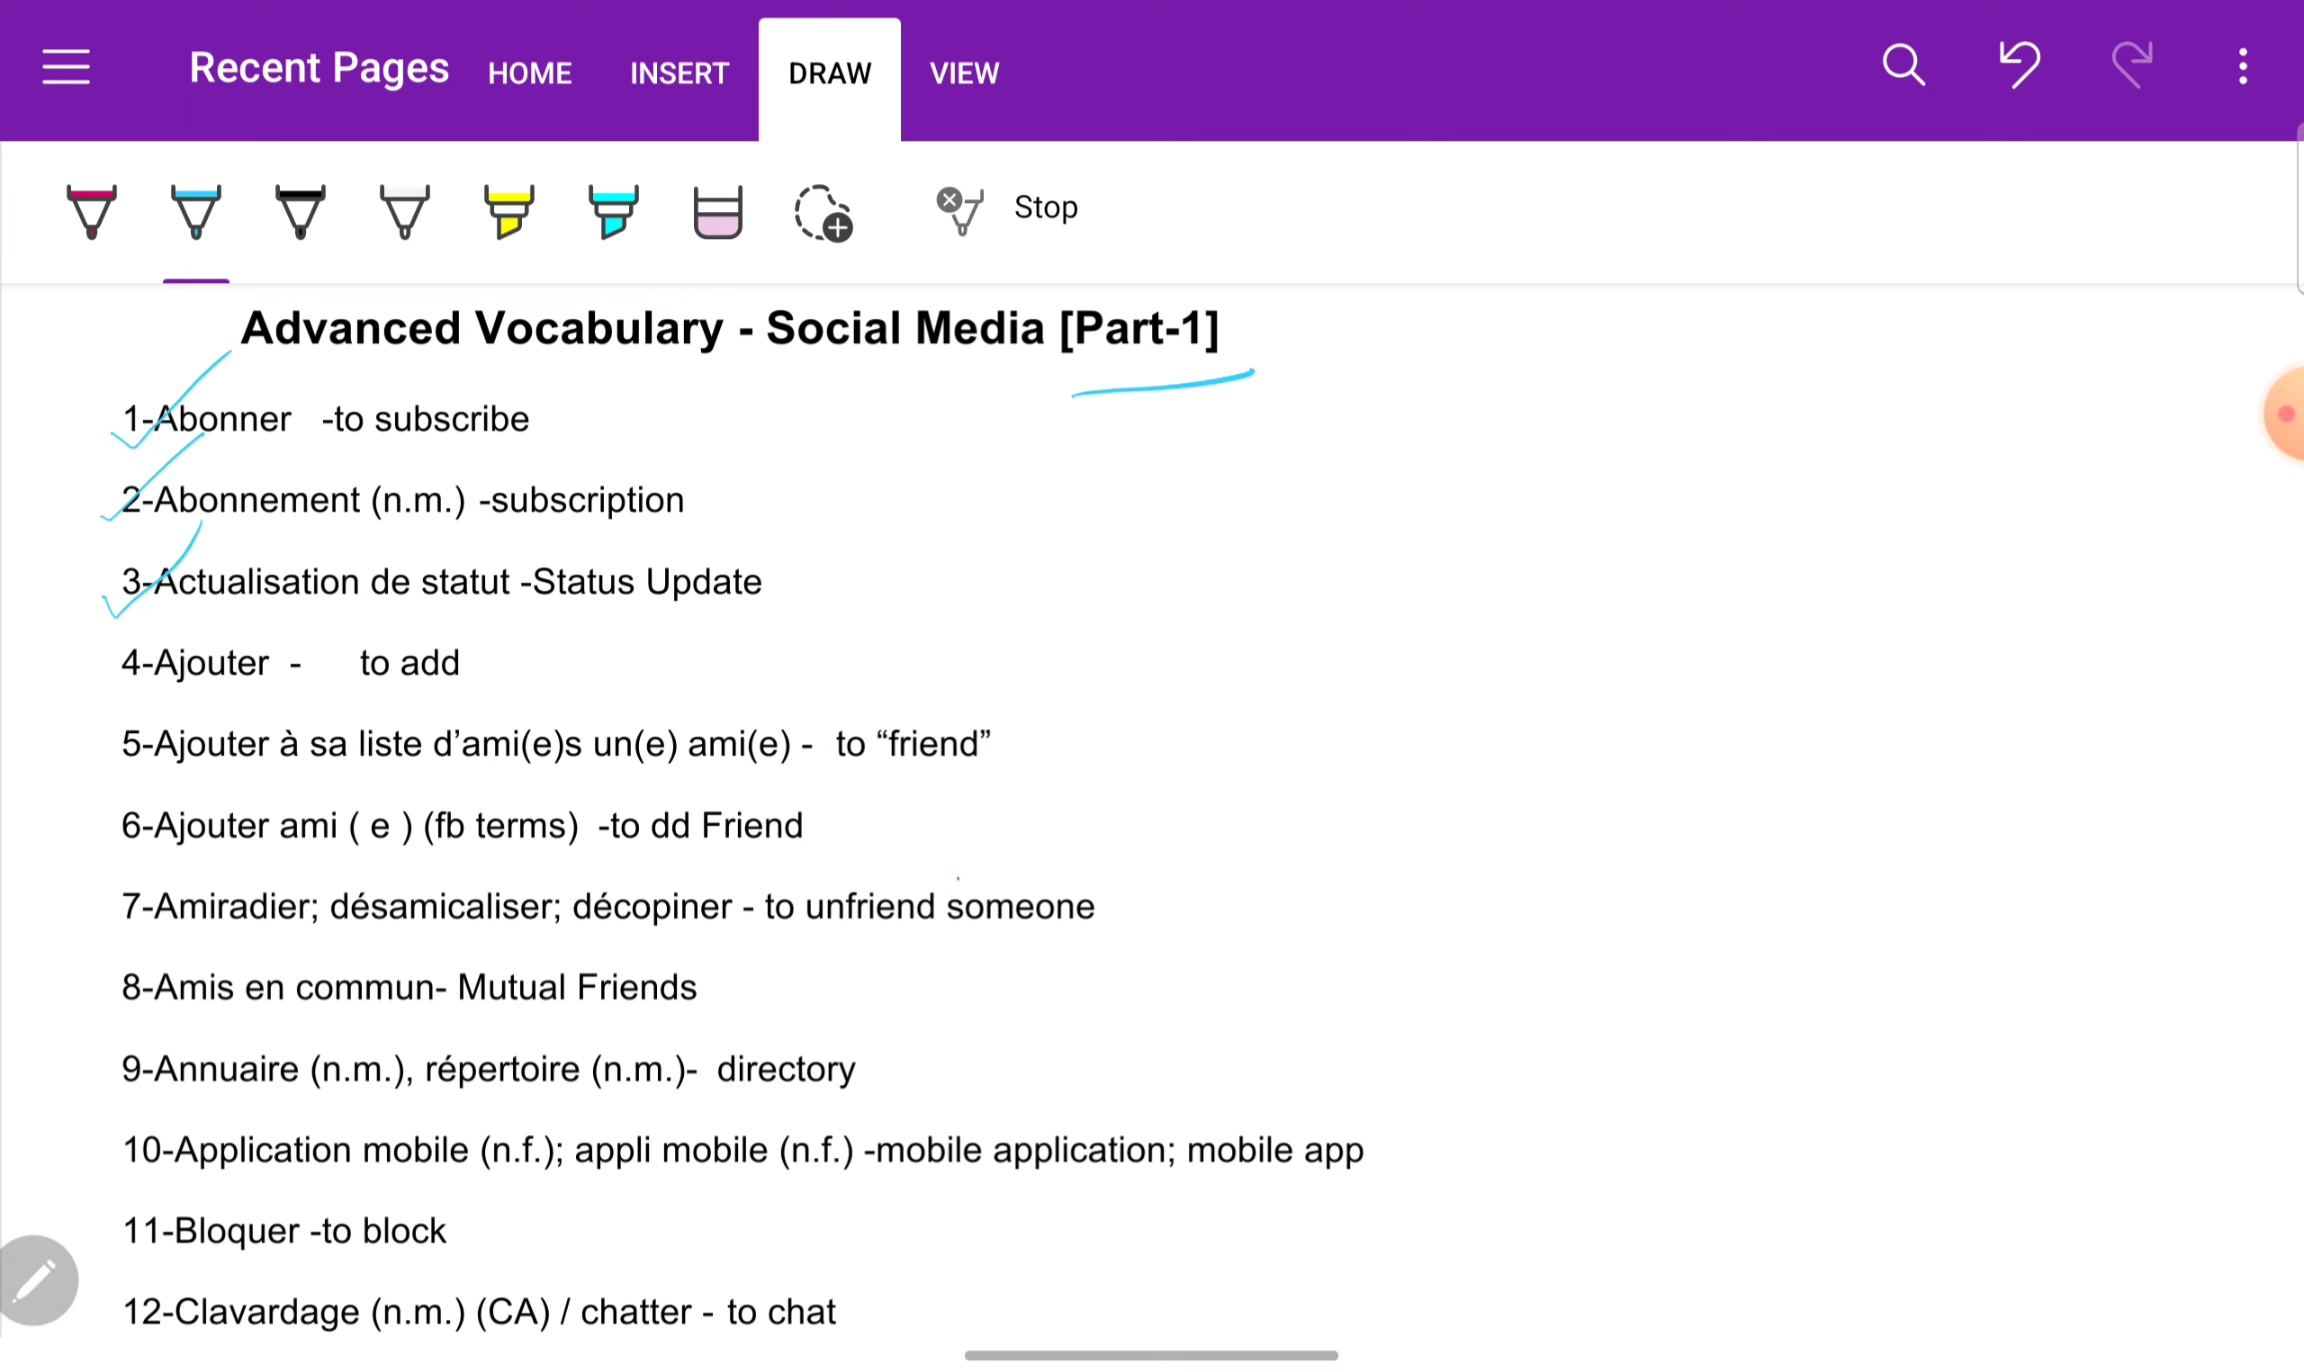 Recent Pages HOME INSERT DRAW VIEW
Stop
Advanced Vocabulary - Social Media [Part-1]
1-Abonner -to subscribe
2-Abonnement (n.m.) -subscription
3-Actualisation de statut -Status Update
4-Ajouter - to add
5-Ajouter à sa liste d’ami(e)s un(e) ami(e) - to “friend”
6-Ajouter ami ( e ) (fb terms) -to dd Friend
7-Amiradier; désamicaliser; décopiner - to unfriend someone
8-Amis en commun- Mutual Friends
9-Annuaire (n.m.), répertoire (n.m.)- directory
10-Application mobile (n.f.); appli mobile (n.f.) -mobile application; mobile app
11-Bloquer -to block
12-Clavardage (n.m.) (CA) / chatter - to chat